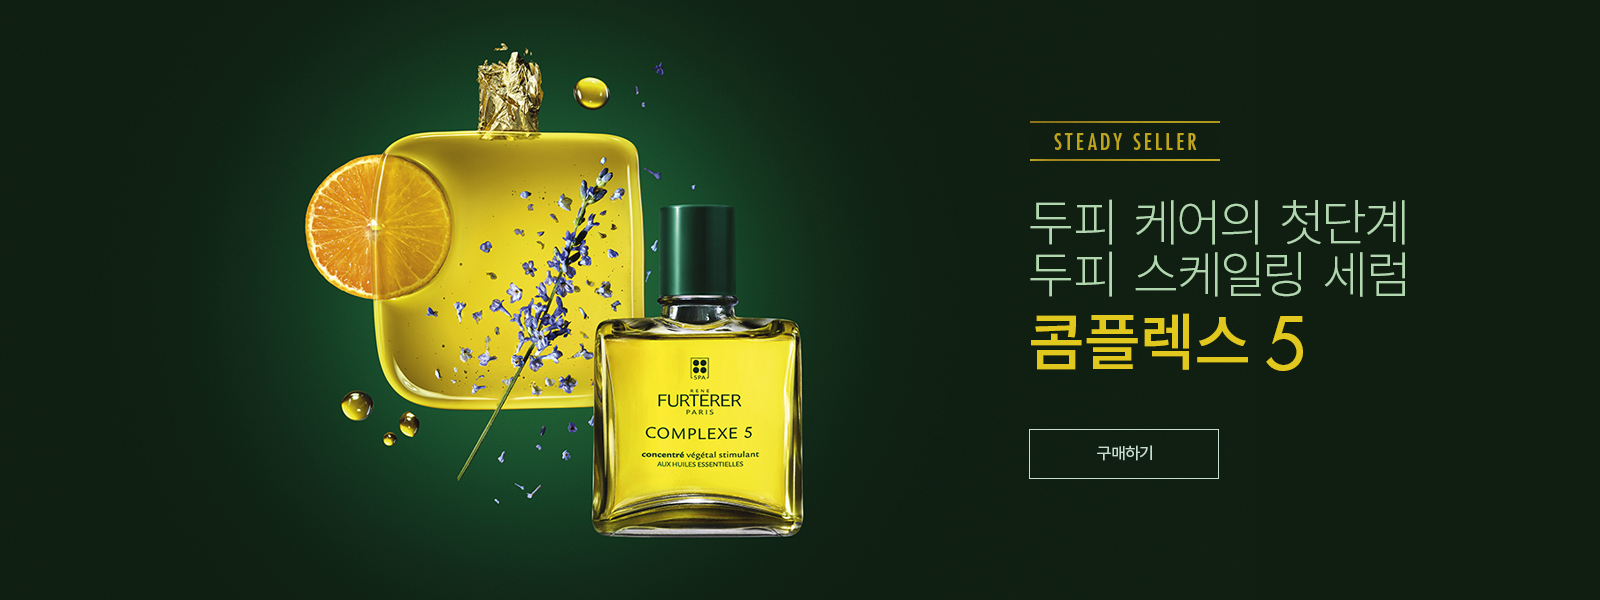 STEADY SELLER
두피 케어의 첫단계
두피 스케일링 세럼
콤플렉스 5
구매하기
SPA
RENE
FURTERER
PARIS
COMPLEXE 5
concentré végétal stimulant
AUX HUILES ESSENTIELLES